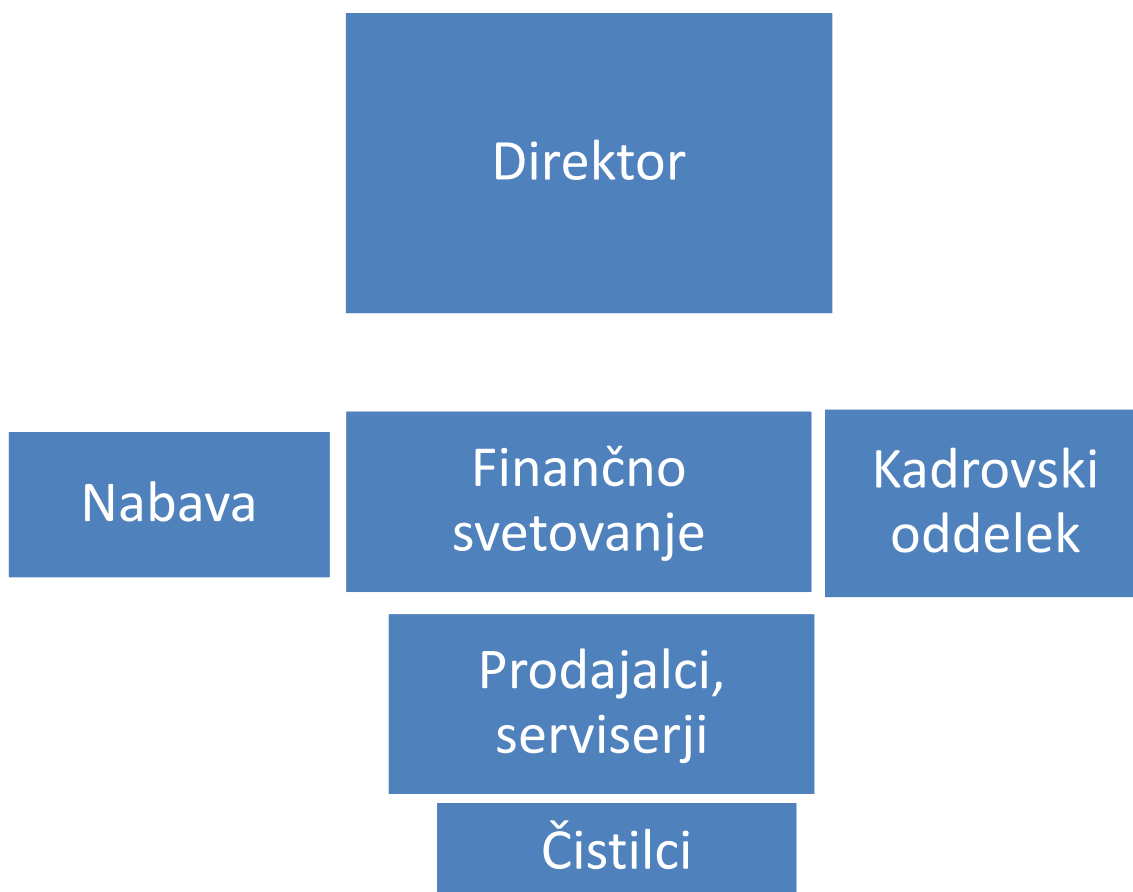 Direktor
Nabava
Finančno
svetovanje
Kadrovski
oddelek
Prodajalci,
serviserji
Čistilci